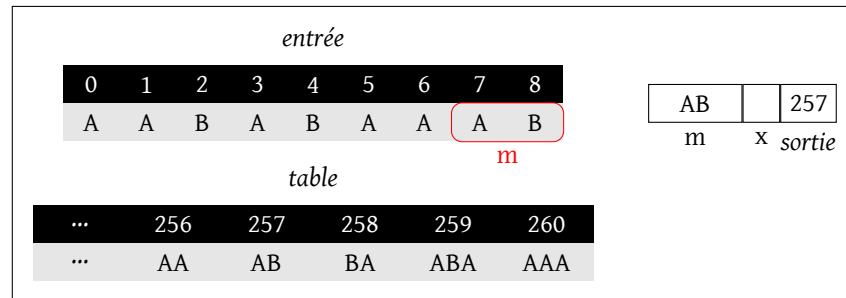 entrée
0 1 2 3 4 5 6 7 8
A A B A B A A A B
m
AB 257
m x sortie
table
... 256 257 258 259 260
... AA AB BA ABA AAA